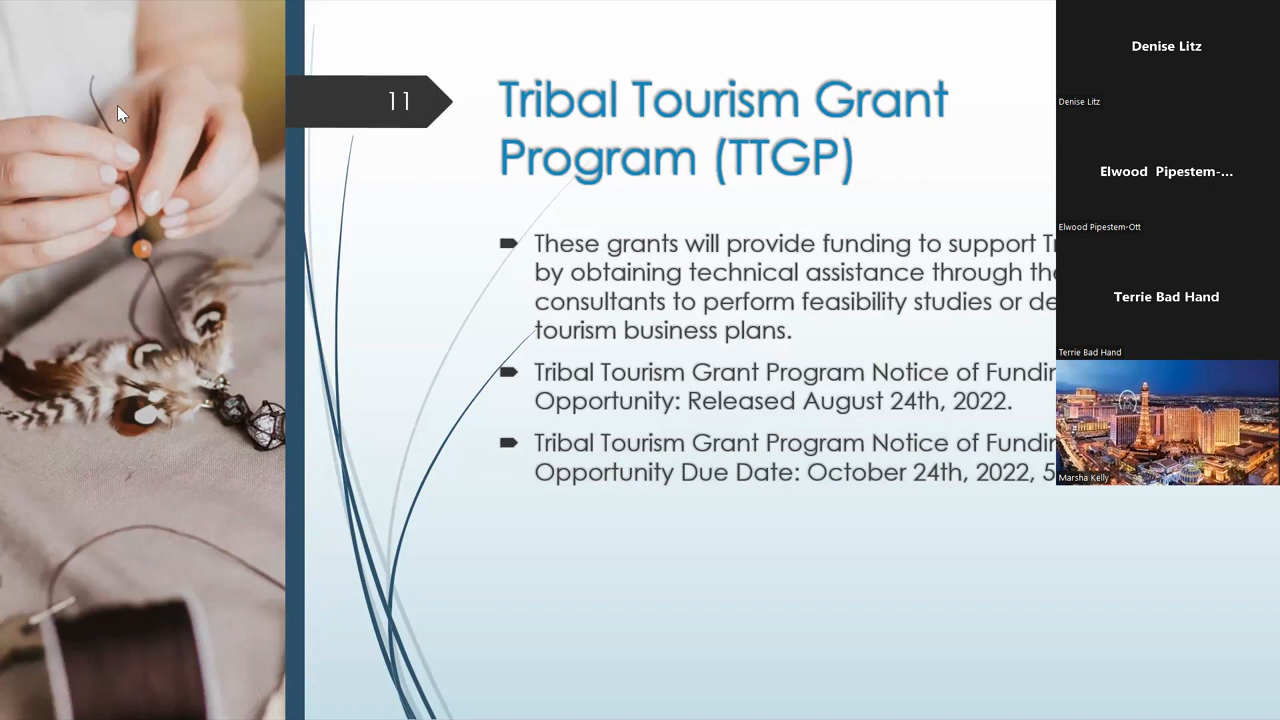 11
Tribal Tourism Grant
Program (TTGP)
These grants will provide funding to support
by obtaining technical assistance through
consultants to perform feasibility studies or
tourism business plans.
Tribal Tourism Grant Program Notice of
Opportunity: Released August 24th, 2022.
Tribal Tourism Grant Program Notice of
Opportunity Due Date: October 24th, 2022, 5
Denise Litz
Denise Litz
Elwood Pipestem-...
Elwood Pipestem-Ott
Terrie Bad Hand
Terrie Bad Hand
Marsha Kelly